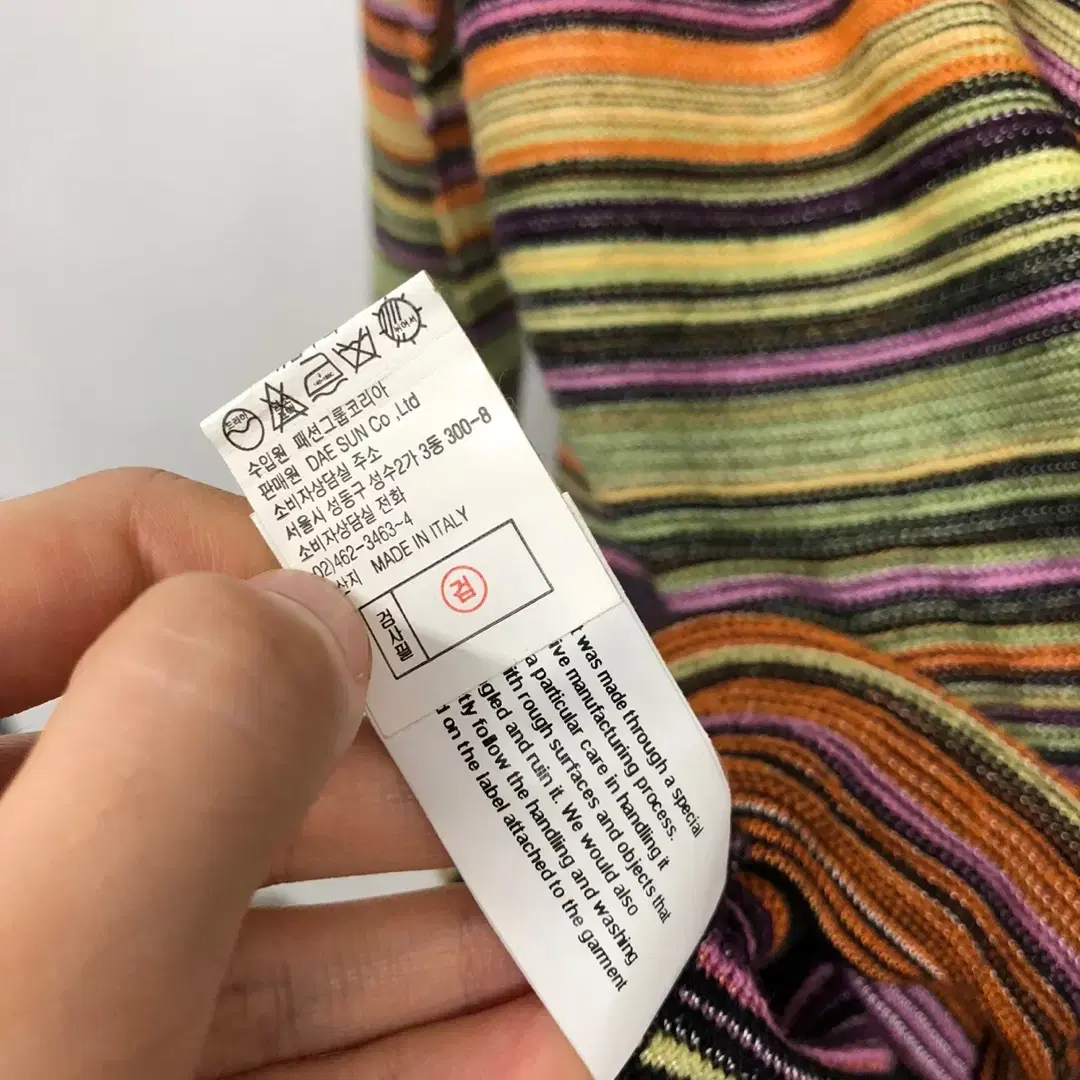 드라이
수입원 패션그룹코리아
판매원 DAE SUN Co ,Ltd
소비자상담실 주소
서울시 성동구 성수2가 3동 300-8
소비자상담실 전화
02)462-3463~4
산지 MADE IN ITALY
검
검사필
was made through a special
ive manufacturing process.
a particular care in handling it
ith rough surfaces and objects that
gled and ruin it. We would also
tly follow the handling and washing
on the label attached to the garment